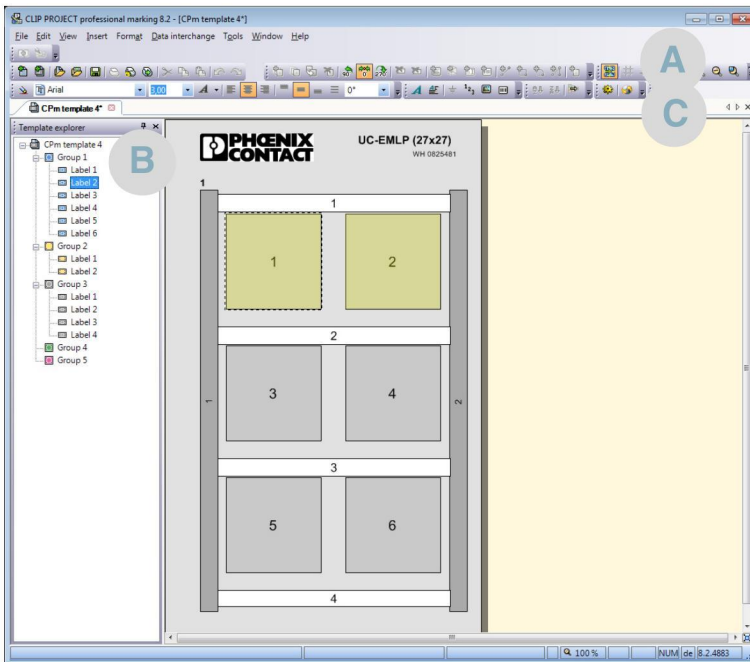 CLIP PROJECT professional marking 8.2 - [CPm template 4*]
File Edit View Insert Format Data interchange Tools Window Help
A
Arial 3,00 0°
C
CPm template 4*
Template explorer
B
CPm template 4
Group 1
Label 1
Label 2
Label 3
Label 4
Label 5
Label 6
Group 2
Label 1
Label 2
Group 3
Label 1
Label 2
Label 3
Label 4
Group 4
Group 5
PHŒNIX
CONTACT
UC-EMLP (27x27)
WH 0825481
1
1
1 2
2
3 4
1 2
3
5 6
4
100 % NUM de 8.2.4883